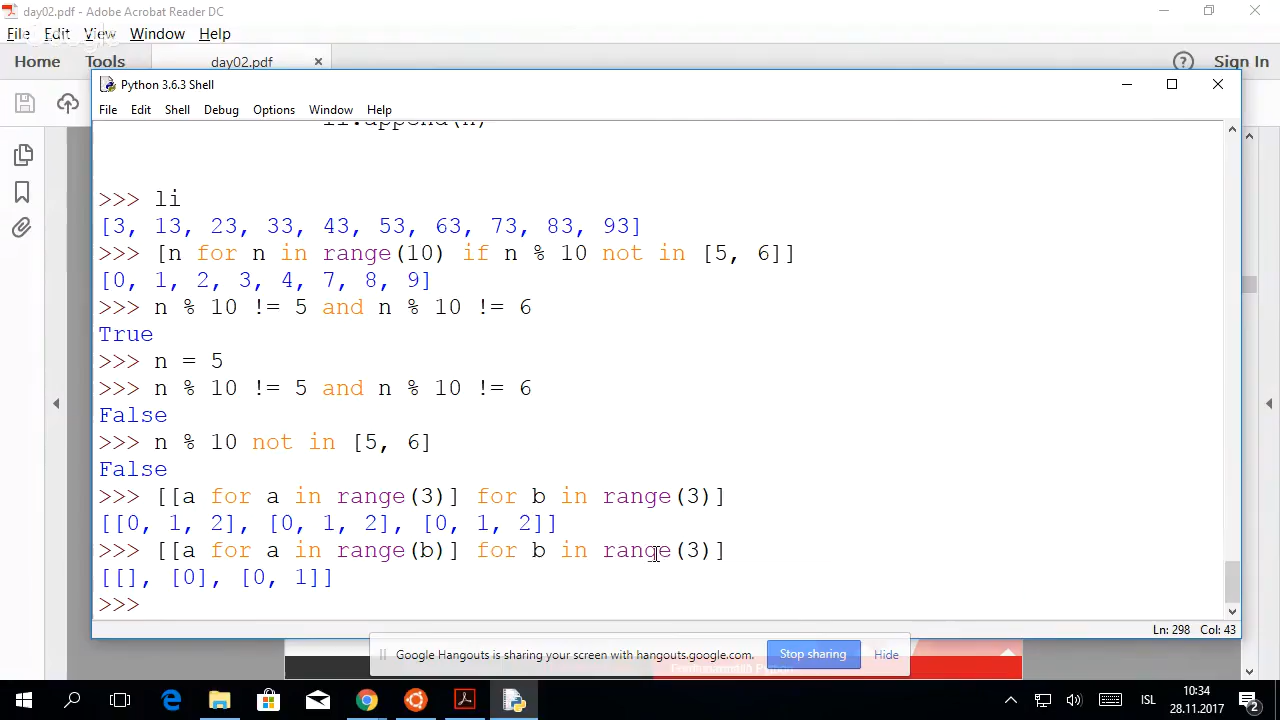 day02.pdf - Adobe Acrobat Reader DC
File Edit View Window Help
Google
Home Tools day02.pdf × ? Sign In
Python 3.6.3 Shell
File Edit Shell Debug Options Window Help
li.append(n)
>>> li
[3, 13, 23, 33, 43, 53, 63, 73, 83, 93]
>>> [n for n in range(10) if n % 10 not in [5, 6]]
[0, 1, 2, 3, 4, 7, 8, 9]
>>> n % 10 != 5 and n % 10 != 6
True
>>> n = 5
>>> n % 10 != 5 and n % 10 != 6
False
>>> n % 10 not in [5, 6]
False
>>> [[a for a in range(3)] for b in range(3)]
[[0, 1, 2], [0, 1, 2], [0, 1, 2]]
>>> [[a for a in range(b)] for b in range(3)]
[[], [0], [0, 1]]
>>>
Ln: 298 Col: 43
Google Hangouts is sharing your screen with hangouts.google.com. Stop sharing Hide
Python
ÍSL
10:34
28.11.2017
2